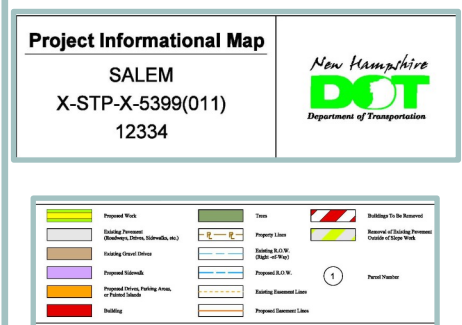 Project Informational Map
SALEM
X-STP-X-5399(011)
12334
New Hampshire
DOT
Department of Transportation
Proposed Work
Existing Pavement
(Roadways, Drives, Sidewalks, etc.)
Existing Gravel Drives
Proposed Sidewalk
Proposed Drives, Parking Areas,
or Painted Islands
Building
Trees
Property Lines
Existing R.O.W.
(Right -of-Way)
Proposed R.O.W.
Existing Easement Lines
Proposed Easement Lines
Buildings To Be Removed
Removal of Existing Pavement
Outside of Slope Work
1
Parcel Number